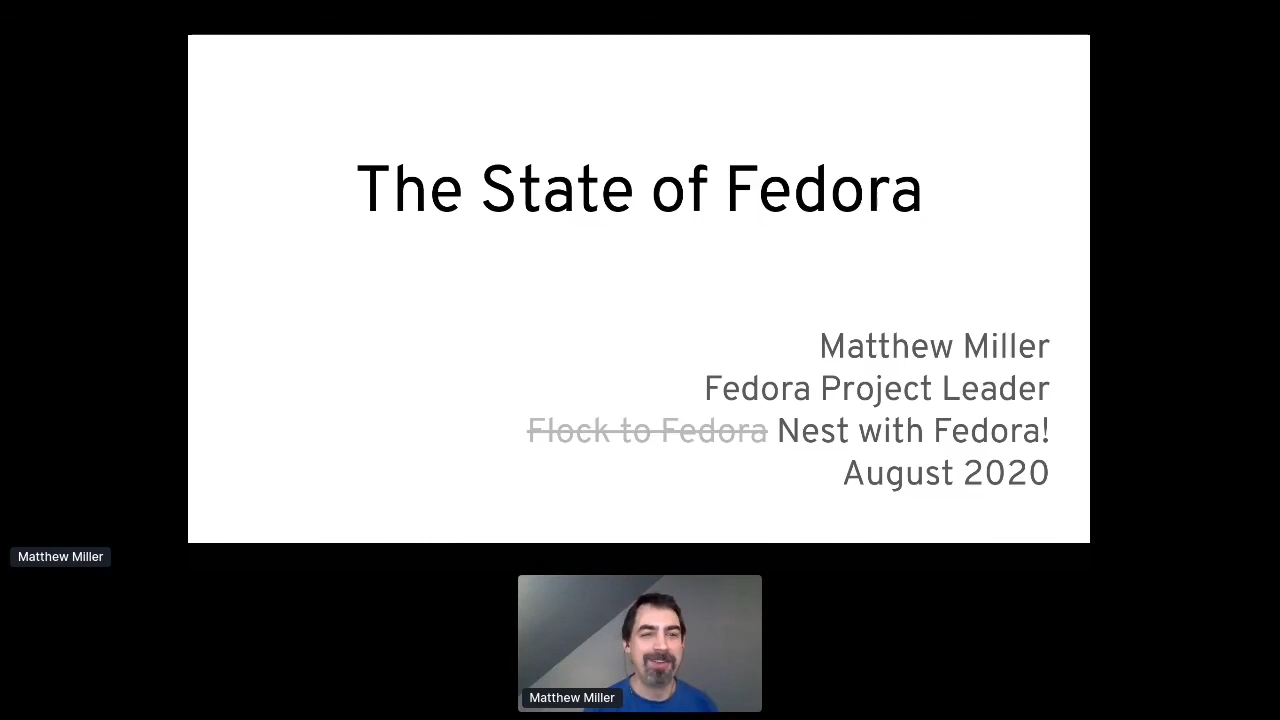 The State of Fedora
Matthew Miller
Fedora Project Leader
Flock to Fedora Nest with Fedora!
August 2020
Matthew Miller
Matthew Miller